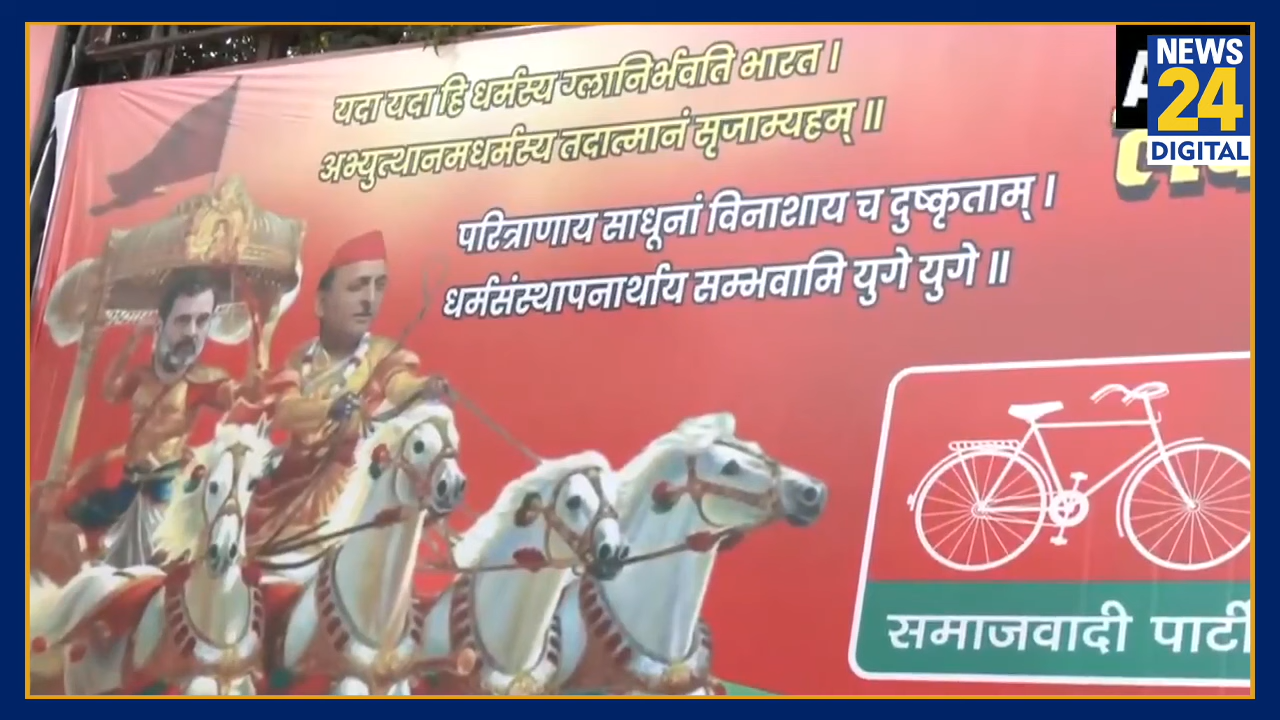 यदा यदा हि धर्मस्य ग्लानिर्भवति भारत ।
अभ्युत्थानमधर्मस्य तदात्मानं सृजाम्यहम् ॥
परित्राणाय साधूनां विनाशाय च दुष्कृताम् ।
धर्मसंस्थापनार्थाय सम्भवामि युगे युगे ॥
NEWS
24
DIGITAL
समाजवादी पार्टी